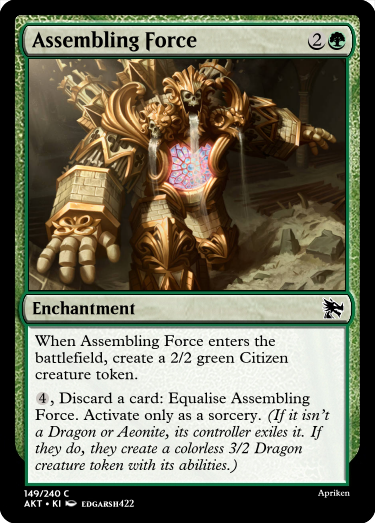 Assembling Force 2
Enchantment
When Assembling Force enters the
battlefield, create a 2/2 green Citizen
creature token.
4, Discard a card: Equalise Assembling
Force. Activate only as a sorcery. (If it isn't
a Dragon or Aeonite, its controller exiles it. If
they do, they create a colorless 3/2 Dragon
creature token with its abilities.)
149/240 C Apriken
AKT • KI EDGARSH422